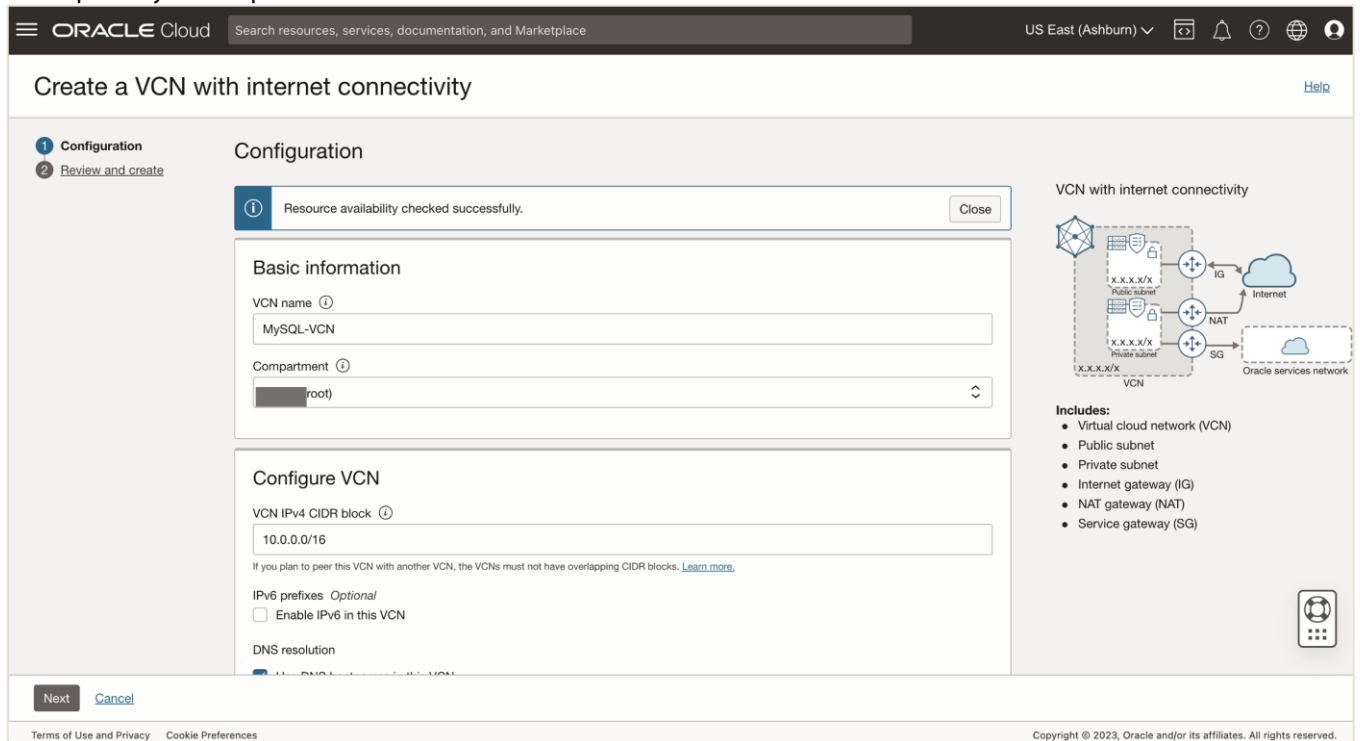 ORACLE Cloud
Search resources, services, documentation, and Marketplace
US East (Ashburn)
Create a VCN with internet connectivity
Help
1 Configuration
2 Review and create
Configuration
Resource availability checked successfully.
Close
Basic information
VCN name
MySQL-VCN
Compartment
root)
Configure VCN
VCN IPv4 CIDR block
10.0.0.0/16
If you plan to peer this VCN with another VCN, the VCNs must not have overlapping CIDR blocks. Learn more.
IPv6 prefixes Optional
Enable IPv6 in this VCN
DNS resolution
VCN with internet connectivity
x.x.x.x/x
Public subnet
IG
Internet
NAT
x.x.x.x/x
Private subnet
SG
x.x.x.x/x
VCN
Oracle services network
Includes:
• Virtual cloud network (VCN)
• Public subnet
• Private subnet
• Internet gateway (IG)
• NAT gateway (NAT)
• Service gateway (SG)
Next
Cancel
Terms of Use and Privacy
Cookie Preferences
Copyright © 2023, Oracle and/or its affiliates. All rights reserved.